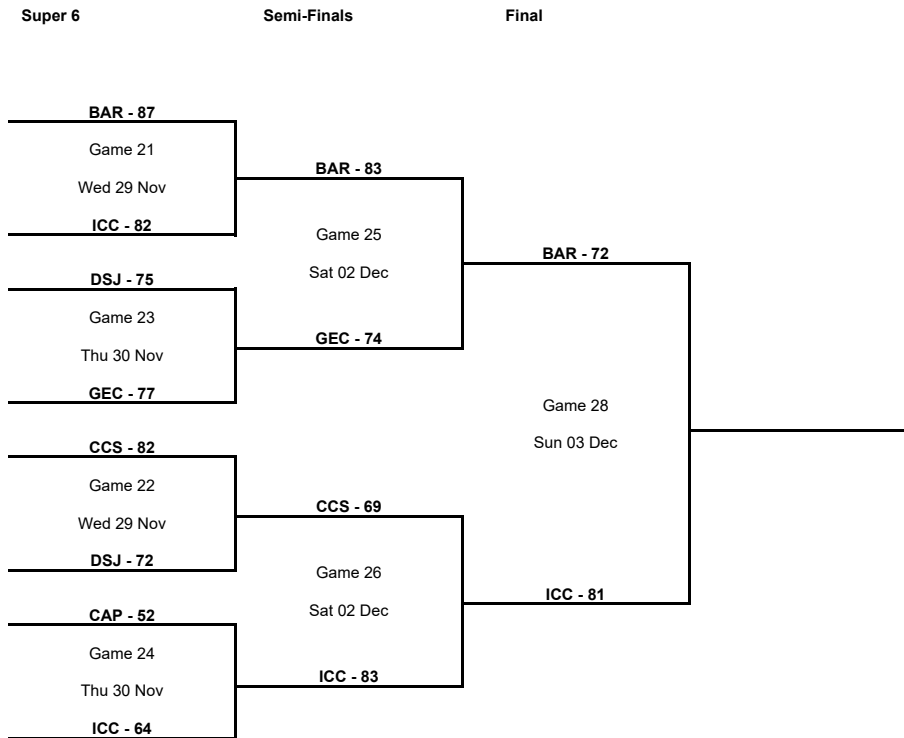 Super 6
Semi-Finals
Final
BAR - 87
Game 21
Wed 29 Nov
ICC - 82
DSJ - 75
Game 23
Thu 30 Nov
GEC - 77
CCS - 82
Game 22
Wed 29 Nov
DSJ - 72
CAP - 52
Game 24
Thu 30 Nov
ICC - 64
BAR - 83
Game 25
Sat 02 Dec
GEC - 74
CCS - 69
Game 26
Sat 02 Dec
ICC - 83
BAR - 72
Game 28
Sun 03 Dec
ICC - 81